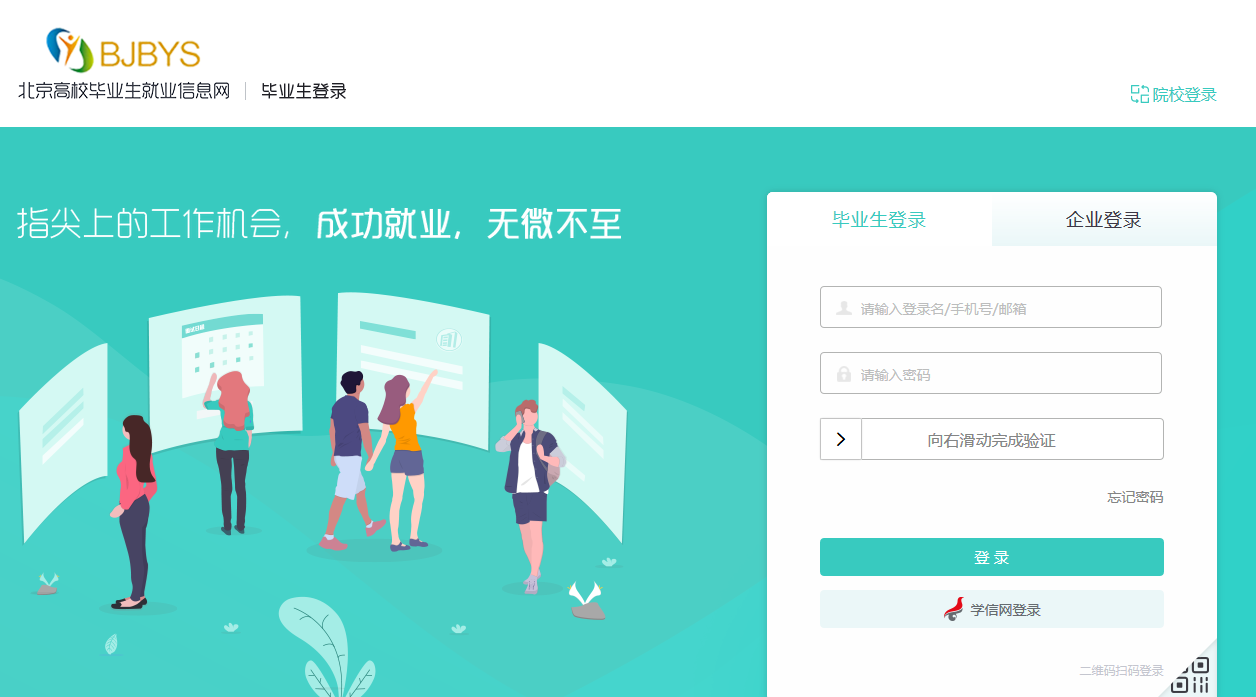 BJBYS
北京高校毕业生就业信息网 毕业生登录
院校登录
指尖上的工作机会，成功就业，无微不至
毕业生登录 企业登录
请输入登录名/手机号/邮箱
请输入密码
向右滑动完成验证
忘记密码
登 录
学信网登录
二维码扫码登录